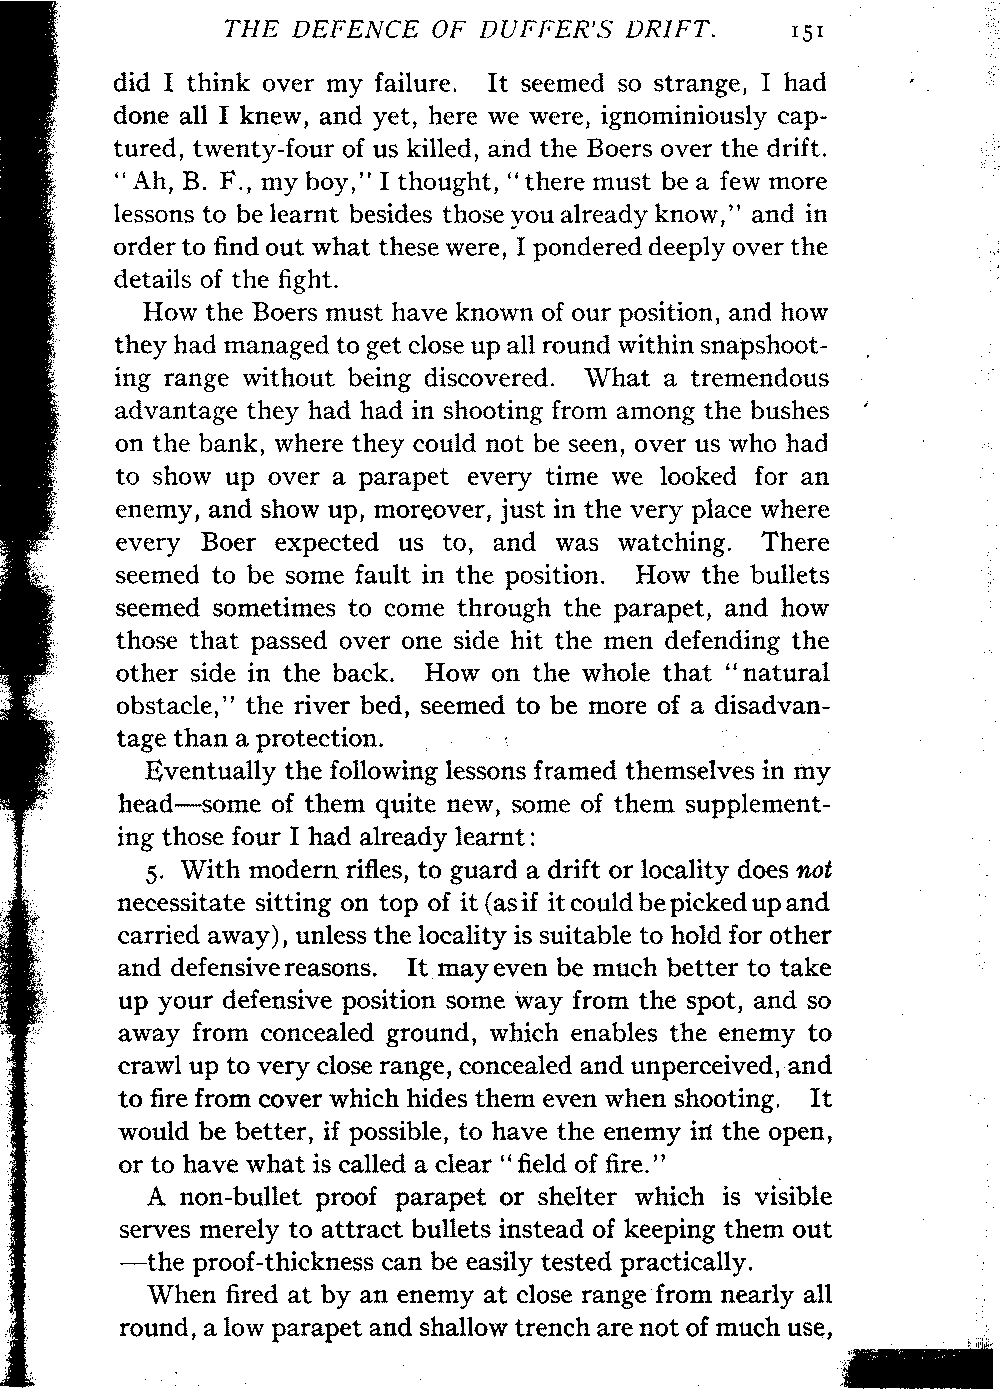 THE DEFENCE OF DUFFER'S DRIFT. 151
did I think over my failure. It seemed so strange, I had
done all I knew, and yet, here we were, ignominiously cap-
tured, twenty-four of us killed, and the Boers over the drift.
"Ah, B. F., my boy," I thought, "there must be a few more
lessons to be learnt besides those you already know," and in
order to find out what these were, I pondered deeply over the
details of the fight.
How the Boers must have known of our position, and how
they had managed to get close up all round within snapshoot-
ing range without being discovered. What a tremendous
advantage they had had in shooting from among the bushes
on the bank, where they could not be seen, over us who had
to show up over a parapet every time we looked for an
enemy, and show up, moreover, just in the very place where
every Boer expected us to, and was watching. There
seemed to be some fault in the position. How the bullets
seemed sometimes to come through the parapet, and how
those that passed over one side hit the men defending the
other side in the back. How on the whole that "natural
obstacle," the river bed, seemed to be more of a disadvan-
tage than a protection.
Eventually the following lessons framed themselves in my
head—some of them quite new, some of them supplement-
ing those four I had already learnt:
5. With modern rifles, to guard a drift or locality does not
necessitate sitting on top of it (as if it could be picked up and
carried away), unless the locality is suitable to hold for other
and defensive reasons. It may even be much better to take
up your defensive position some way from the spot, and so
away from concealed ground, which enables the enemy to
crawl up to very close range, concealed and unperceived, and
to fire from cover which hides them even when shooting. It
would be better, if possible, to have the enemy in the open,
or to have what is called a clear "field of fire."
A non-bullet proof parapet or shelter which is visible
serves merely to attract bullets instead of keeping them out
—the proof-thickness can be easily tested practically.
When fired at by an enemy at close range from nearly all
round, a low parapet and shallow trench are not of much use,